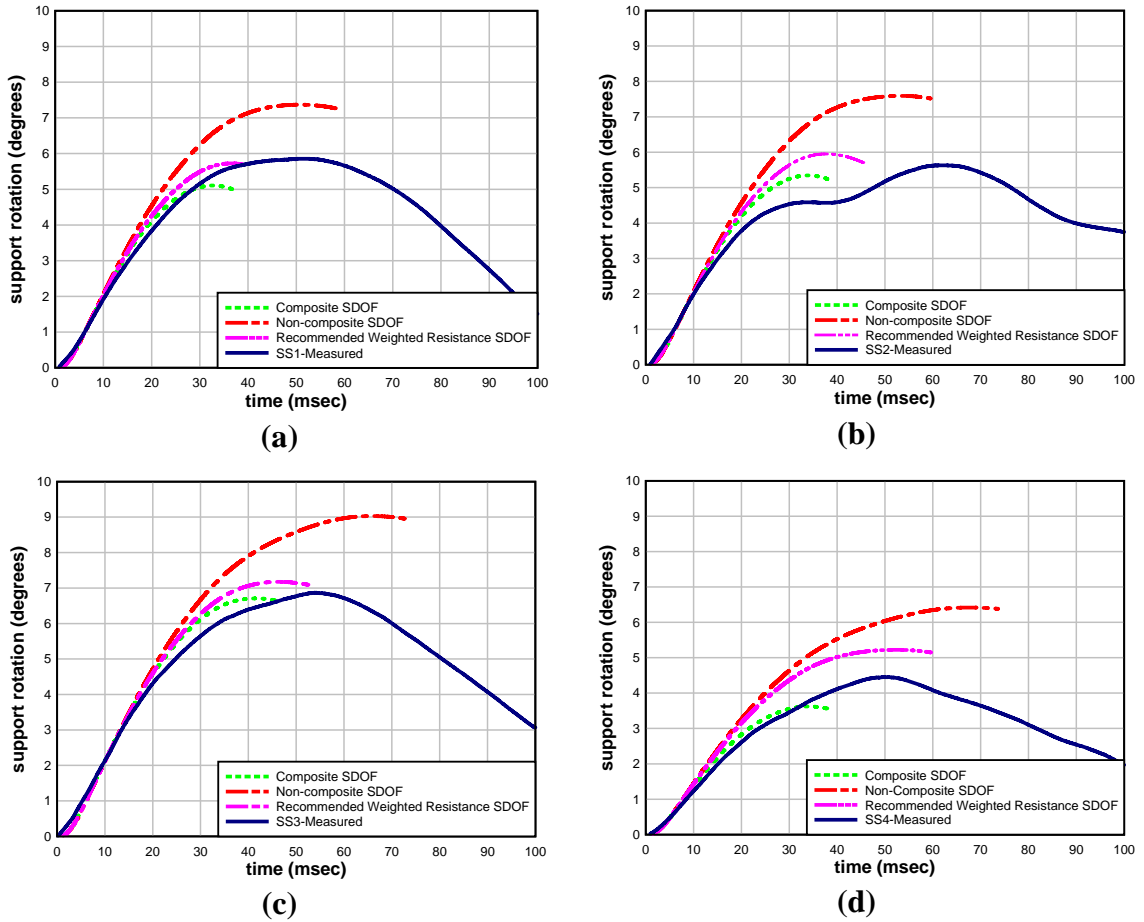 10
9
8
7
6
5
4
3
2
1
0
support rotation (degrees)
Composite SDOF
Non-composite SDOF
Recommended Weighted Resistance SDOF
SS1-Measured
0 10 20 30 40 50 60 70 80 90 100
time (msec)
(a)
10
9
8
7
6
5
4
3
2
1
0
support rotation (degrees)
Composite SDOF
Non-composite SDOF
Recommended Weighted Resistance SDOF
SS2-Measured
0 10 20 30 40 50 60 70 80 90 100
time (msec)
(b)
10
9
8
7
6
5
4
3
2
1
0
support rotation (degrees)
Composite SDOF
Non-composite SDOF
Recommended Weighted Resistance SDOF
SS3-Measured
0 10 20 30 40 50 60 70 80 90 100
time (msec)
(c)
10
9
8
7
6
5
4
3
2
1
0
support rotation (degrees)
Composite SDOF
Non-Composite SDOF
Recommended Weighted Resistance SDOF
SS4-Measured
0 10 20 30 40 50 60 70 80 90 100
time (msec)
(d)